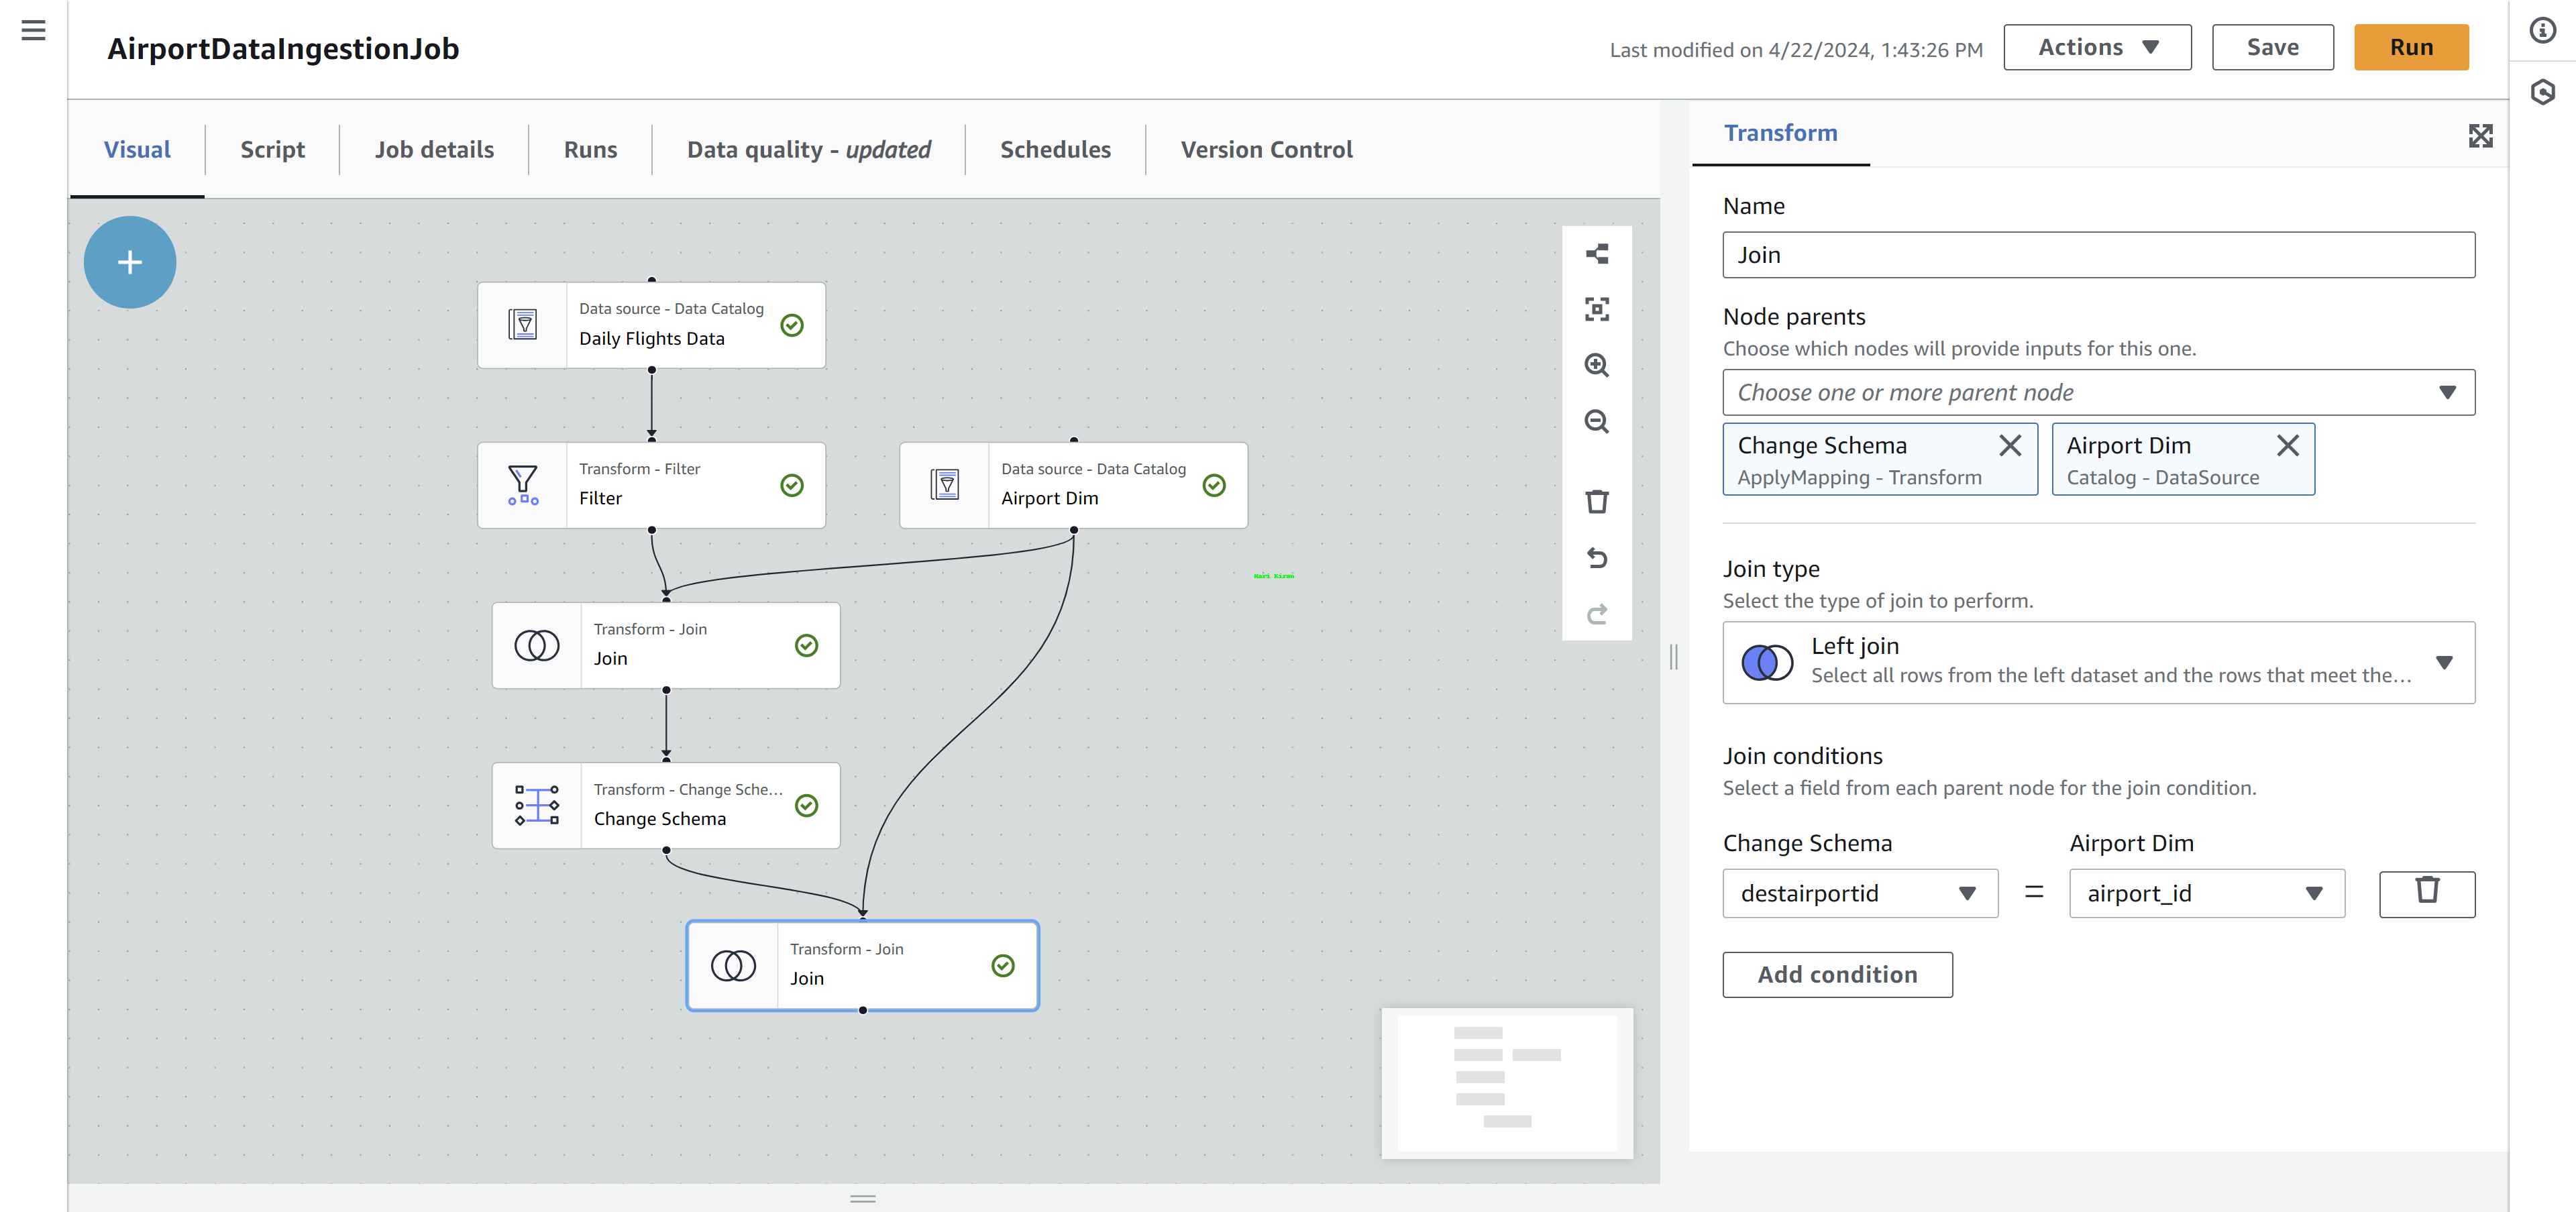 AirportDataIngestionJob
Last modified on 4/22/2024, 1:43:26 PM
Actions
Save
Run
Visual
Script
Job details
Runs
Data quality - updated
Schedules
Version Control
Data source - Data Catalog
Daily Flights Data
Transform - Filter
Filter
Data source - Data Catalog
Airport Dim
Hari Kiran
Transform - Join
Join
Transform - Change Sche...
Change Schema
Transform - Join
Join
Transform
Name
Join
Node parents
Choose which nodes will provide inputs for this one.
Choose one or more parent node
Change Schema
ApplyMapping - Transform
Airport Dim
Catalog - DataSource
Join type
Select the type of join to perform.
Left join
Select all rows from the left dataset and the rows that meet the...
Join conditions
Select a field from each parent node for the join condition.
Change Schema
Airport Dim
destairportid
=
airport_id
Add condition